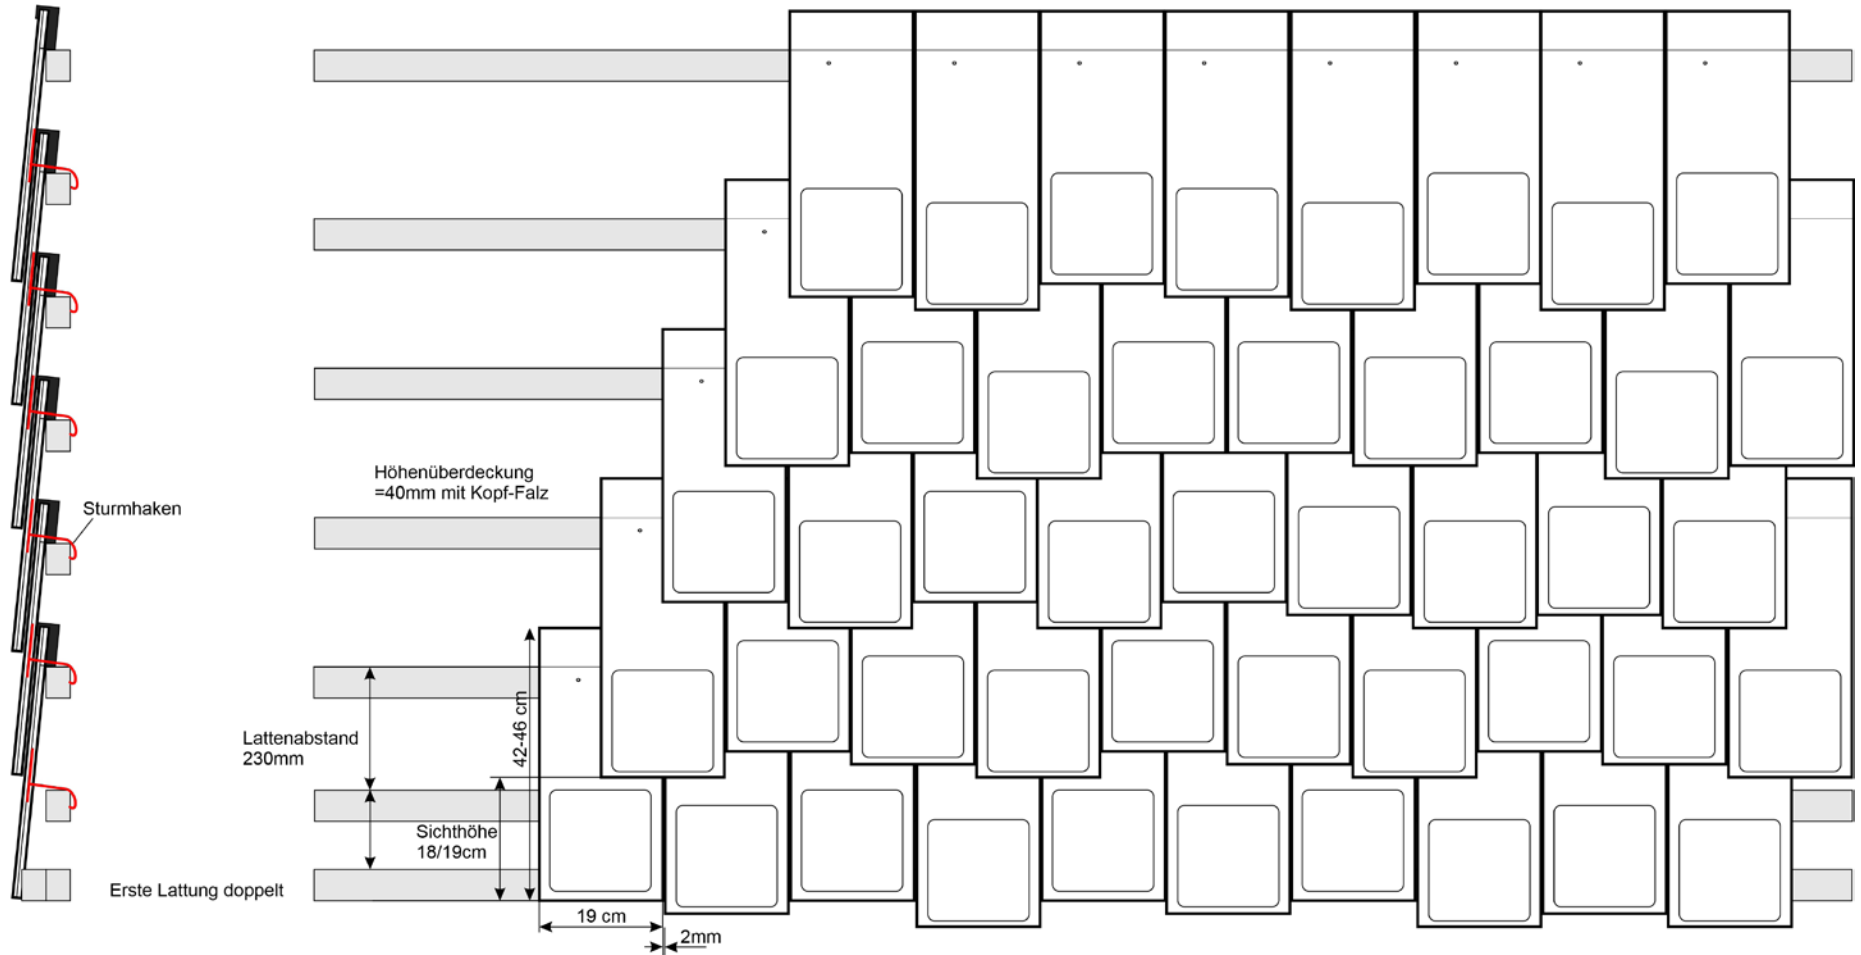 Höhenüberdeckung
=40mm mit Kopf-Falz
Sturmhaken
42-46 cm
Lattenabstand
230mm
Sichthöhe
18/19cm
Erste Lattung doppelt
19 cm
2mm